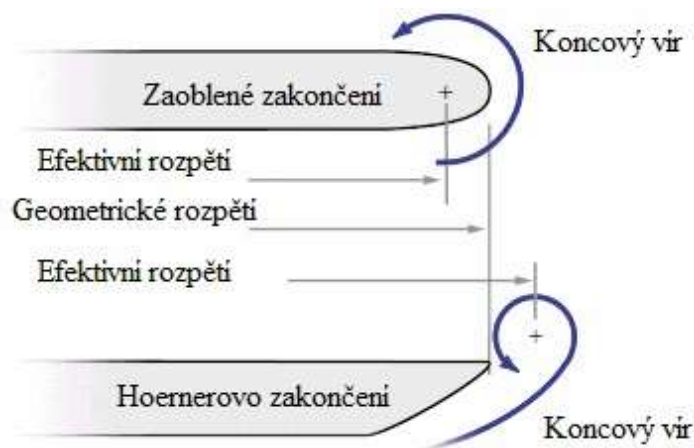 Koncový vír
Zaoblené zakončení
Efektivní rozpětí
Geometrické rozpětí
Efektivní rozpětí
Hoernerovo zakončení
Koncový vír